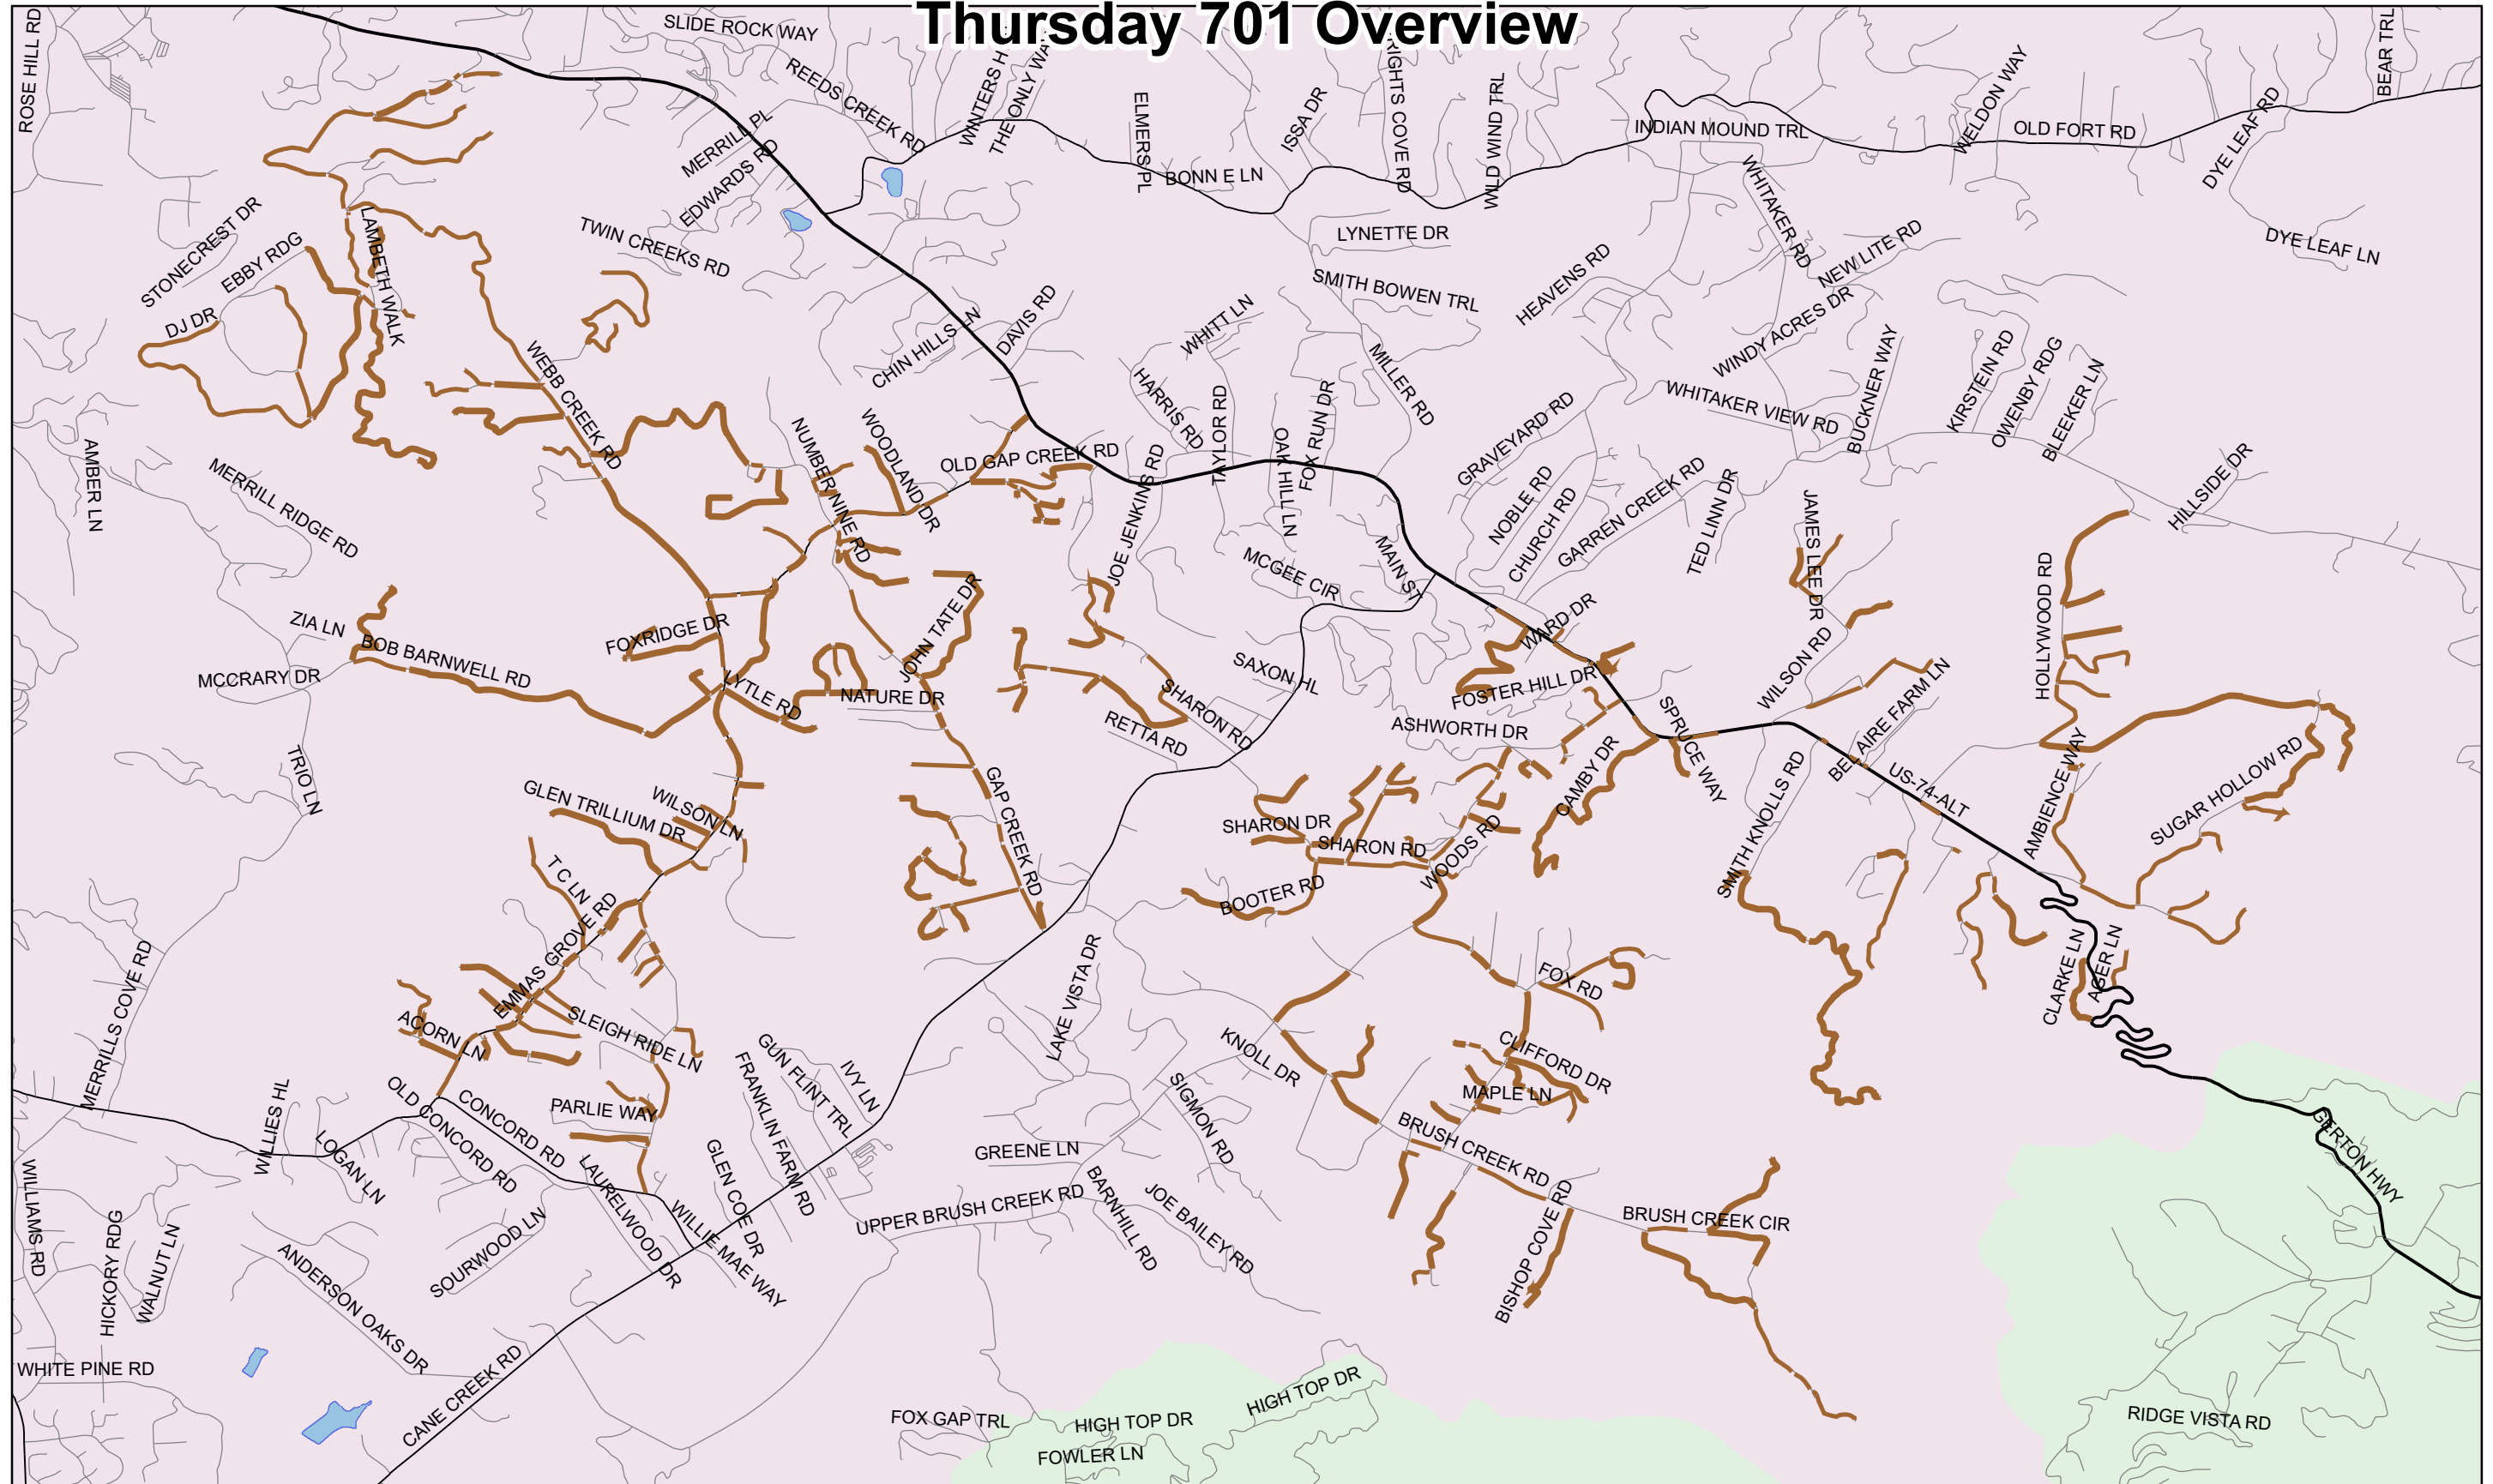 Thursday 701 Overview
ROSE HILL RD
SLIDE ROCK WAY
REEDS CREEK RD
THE ONLY WAY
ELMERS PL
ISSA DR
WILD WIND TRL
INDIAN MOUND TRL
WELDON WAY
OLD FORT RD
DYE LEAF RD
BEAR TRL
MERRILL PL
EDWARDS RD
BONN E LN
WHITAKER RD
STONECREST DR
EBBY RDG
LAMBETH WALK
TWIN CREEKS RD
LYNETTE DR
NEW LITE RD
DYE LEAF LN
DJ DR
SMITH BOWEN TRL
HEAVENS RD
WINDY ACRES DR
WEBB CREEK RD
CHIN HILLS LN
DAVIS RD
WHITT LN
MILLER RD
BUCKNER WAY
KIRSTEIN RD
OWENBY RDG
BLEEKER LN
HARRIS RD
TAYLOR RD
FOX RUN DR
GRAVEYARD RD
WHITAKER VIEW RD
AMBER LN
MERRILL RIDGE RD
NUMBER NINE RD
WOODLAND DR
OLD GAP CREEK RD
JOE JENKINS RD
OAK HILL LN
NOBLE RD
CHURCH RD
GARREN CREEK RD
TED LINN DR
JAMES LEE DR
HILLSIDE DR
MCGEE CIR
MAIN ST
HOLLYWOOD RD
ZIA LN
BOB BARNWELL RD
FOXRIDGE DR
JOHN TATE DR
WARD DR
MCCRARY DR
LYTLE RD
NATURE DR
SAXON HL
SHARON RD
FOSTER HILL DR
WILSON RD
RETTA RD
ASHWORTH DR
SPRUCE WAY
BEL AIRE FARM LN
TRIO LN
GLEN TRILLIUM DR
WILSON LN
GAP CREEK RD
CAMBY DR
SMITH KNOLLS RD
US-74-ALT
AMBIENCE WAY
SUGAR HOLLOW RD
SHARON DR
SHARON RD
WOODS RD
T C LN
BOOTER RD
EMMAS GROVE RD
MERRILLS COVE RD
LAKE VISTA DR
FOX RD
CLARKE LN
ASER LN
ACORN LN
SLEIGH RIDE LN
GUN FLINT TRL
IVY LN
KNOLL DR
CLIFFORD DR
MAPLE LN
OLD CONCORD RD
CONCORD RD
PARLIE WAY
FRANKLIN FARM RD
SIGMON RD
BRUSH CREEK RD
GERTON HWY
WILLIES HL
LOGAN LN
LAURELWOOD DR
GLEN COE DR
GREENE LN
WILLIAMS RD
HICKORY RDG
WALNUT LN
SOURWOOD LN
WILLIE MAE WAY
UPPER BRUSH CREEK RD
BARNHILL RD
JOE BAILEY RD
BISHOP COVE RD
BRUSH CREEK CIR
ANDERSON OAKS DR
WHITE PINE RD
CANE CREEK RD
FOX GAP TRL
HIGH TOP DR
HIGH TOP DR
FOWLER LN
RIDGE VISTA RD